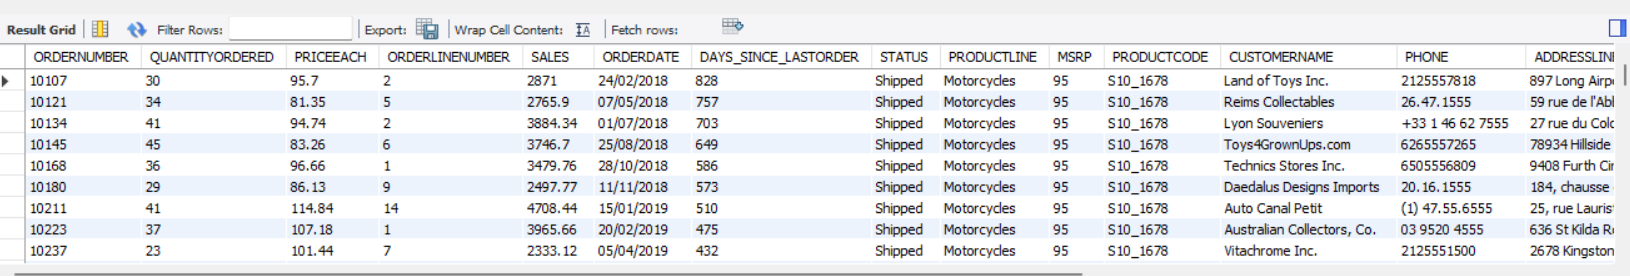 Result Grid Filter Rows: Export: Wrap Cell Content: Fetch rows:
ORDERNUMBER QUANTITYORDERED PRICEEACH ORDERLINENUMBER SALES ORDERDATE DAYS_SINCE_LASTORDER STATUS PRODUCTLINE MSRP PRODUCTCODE CUSTOMERNAME PHONE ADDRESSLIN
10107 30 95.7 2 2871 24/02/2018 828 Shipped Motorcycles 95 S10_1678 Land of Toys Inc. 2125557818 897 Long Airp
10121 34 81.35 5 2765.9 07/05/2018 757 Shipped Motorcycles 95 S10_1678 Reims Collectables 26.47.1555 59 rue de l'Ab
10134 41 94.74 2 3884.34 01/07/2018 703 Shipped Motorcycles 95 S10_1678 Lyon Souveniers +33 1 46 62 7555 27 rue du Colo
10145 45 83.26 6 3746.7 25/08/2018 649 Shipped Motorcycles 95 S10_1678 Toys4GrownUps.com 6265557265 78934 Hillside
10168 36 96.66 1 3479.76 28/10/2018 586 Shipped Motorcycles 95 S10_1678 Technics Stores Inc. 6505556809 9408 Furth Cir
10180 29 86.13 9 2497.77 11/11/2018 573 Shipped Motorcycles 95 S10_1678 Daedalus Designs Imports 20.16.1555 184, chausse
10211 41 114.84 14 4708.44 15/01/2019 510 Shipped Motorcycles 95 S10_1678 Auto Canal Petit (1) 47.55.6555 25, rue Lauris
10223 37 107.18 1 3965.66 20/02/2019 475 Shipped Motorcycles 95 S10_1678 Australian Collectors, Co. 03 9520 4555 636 St Kilda R
10237 23 101.44 7 2333.12 05/04/2019 432 Shipped Motorcycles 95 S10_1678 Vitachrome Inc. 2125551500 2678 Kingston